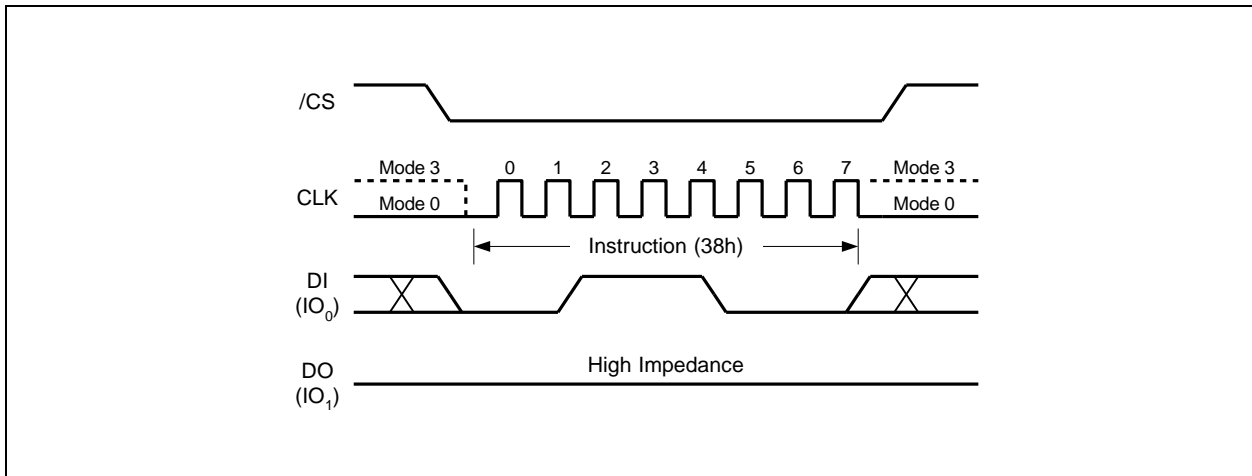 /CS
Mode 3 0 1 2 3 4 5 6 7 Mode 3
CLK
Mode 0 Mode 0
Instruction (38h)
DI
(IO0)
High Impedance
DO
(IO1)